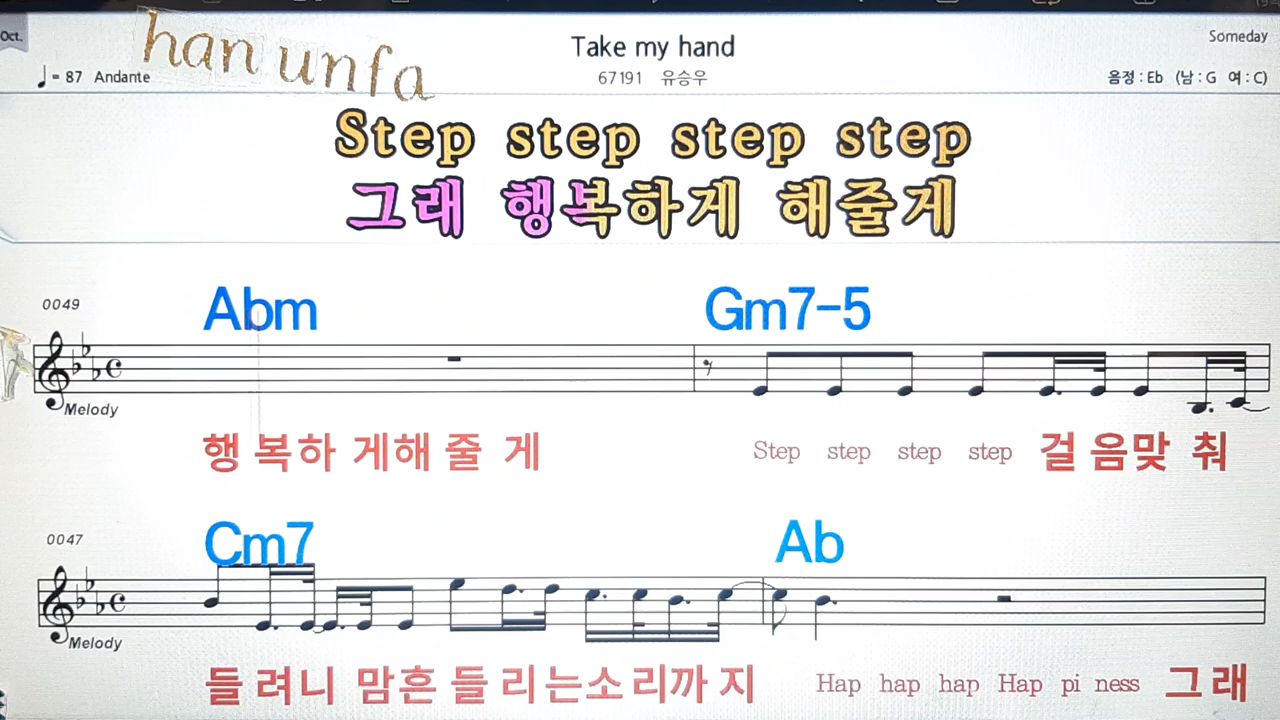 Oct.
han unfa
Take my hand
Someday
= 87 Andante
67191 유승우
음정 : Eb (남 : G 여 : C)
Step step step step
그래 행복하게 해줄게
0049
Abm
Gm7-5
Melody
행 복하 게해 줄 게 Step step step step 걸 음맞 춰
0047
Cm7
Ab
Melody
들 려니 맘흔 들 리는소 리까 지 Hap hap hap Hap pi ness 그래